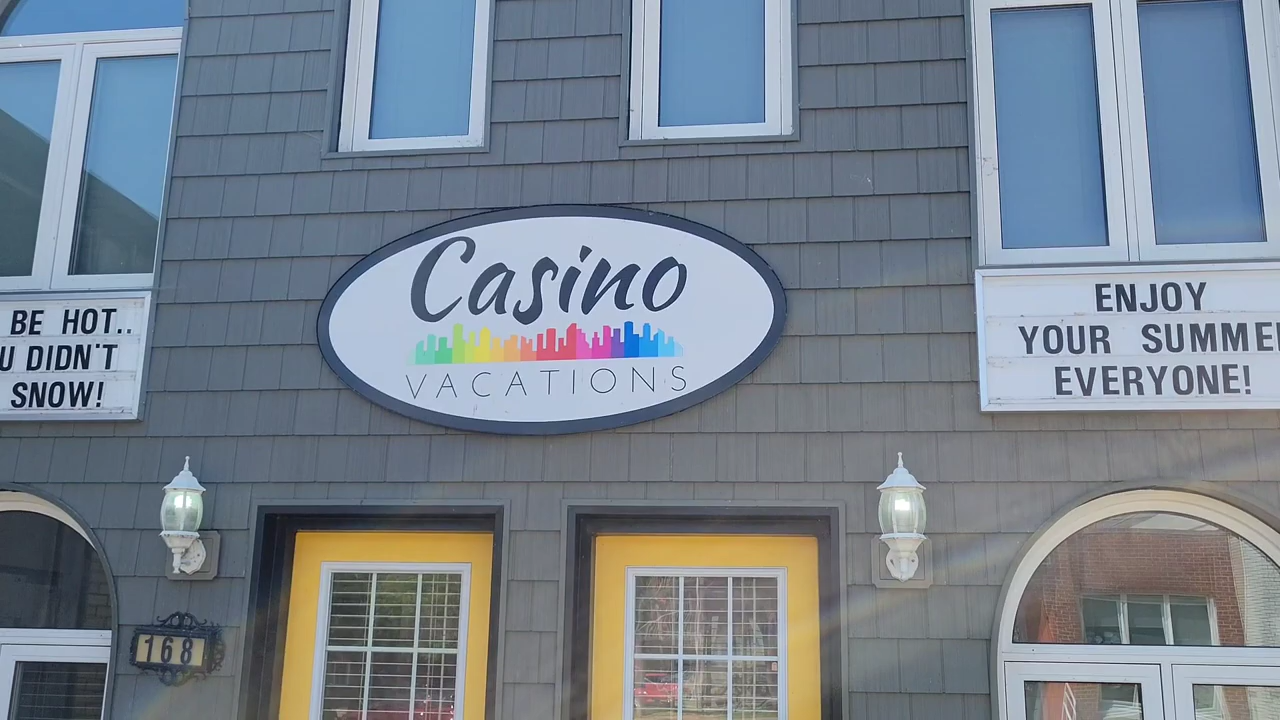 BE HOT..
U DIDN'T
SNOW!
Casino
VACATIONS
ENJOY
YOUR SUMME
EVERYONE!
168